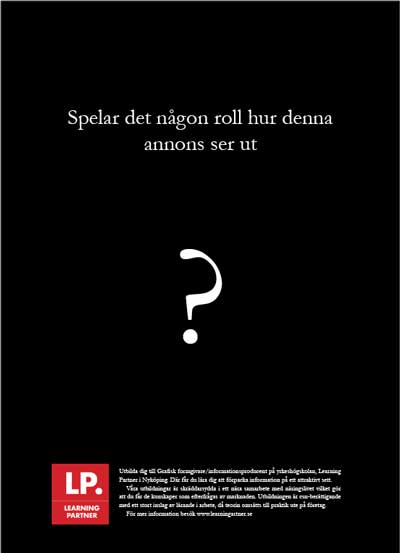 Spelar det någon roll hur denna
annons ser ut
?
LP.
LEARNING
PARTNER
Utbilda dig till Grafisk formgivare/informationsproducent på yrkeshögskolan, Learning
Partner i Nyköping. Där får du lära dig att förpacka information på ett attraktivt sett.
Våra utbildningar är skräddarsydda i ett nära samarbete med näringslivet vilket gör
att du får de kunskaper som efterfrågas av marknaden. Utbildningen är csn-berättigande
med ett stort inslag av lärande i arbete, då teorin omsätts till praktik ute på företag.
För mer information besök www.learningpartner.se